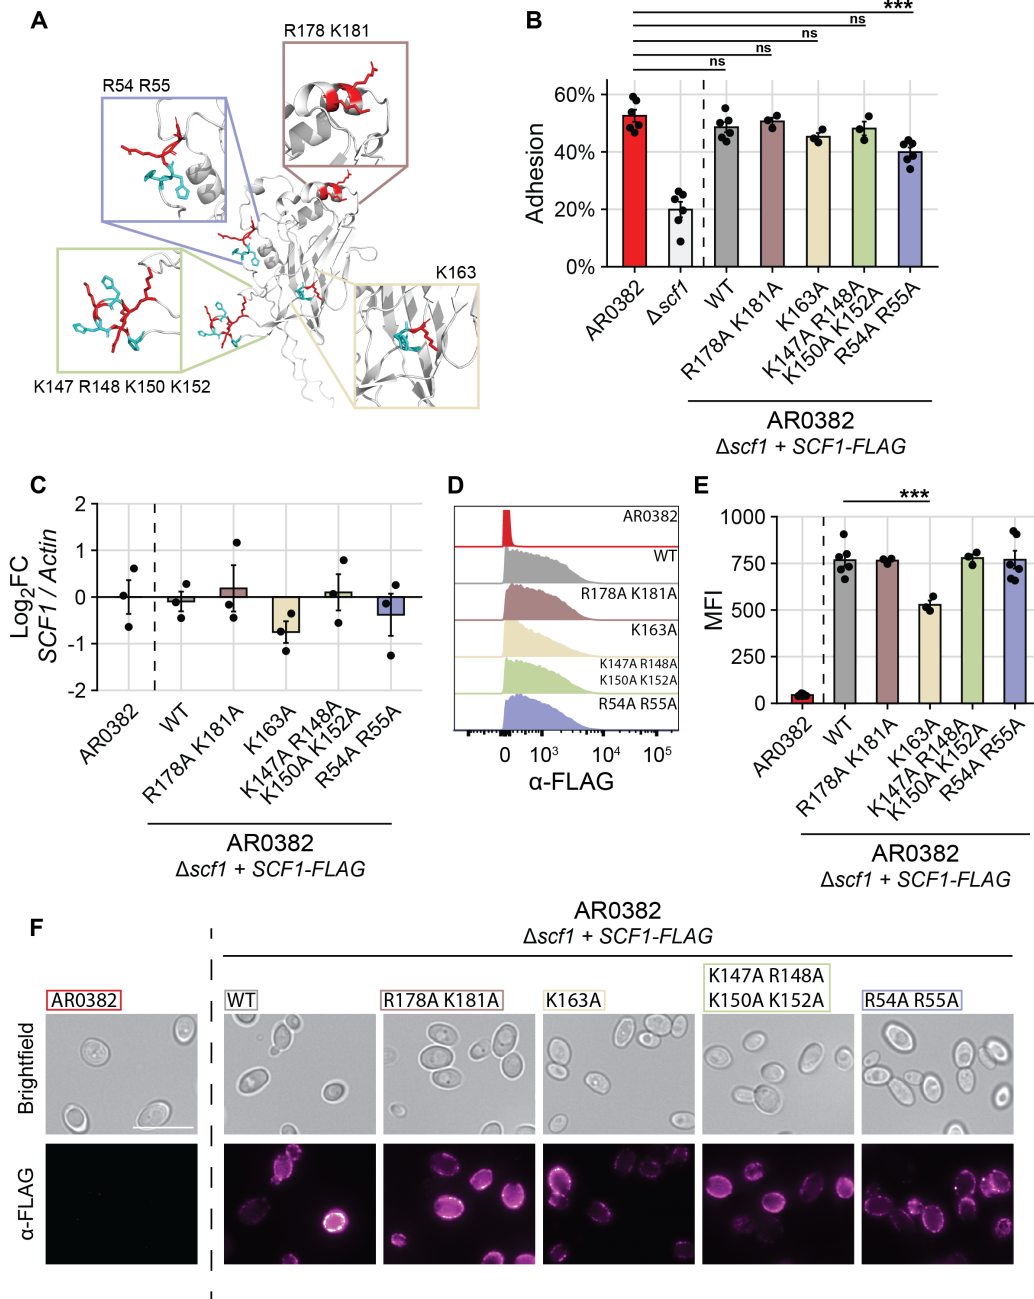 A
R178 K181
R54 R55
K163
K147 R148 K150 K152
B
***
ns
ns
ns
ns
60%
40%
20%
0%
Adhesion
AR0382
Δscf1
WT
R178A K181A
K163A
K147A R148A
K150A K152A
R54A R55A
AR0382
Δscf1 + SCF1-FLAG
C
2
1
0
-1
-2
Log2FC
SCF1 / Actin
AR0382
WT
R178A K181A
K163A
K147A R148A
K150A K152A
R54A R55A
AR0382
Δscf1 + SCF1-FLAG
D
AR0382
WT
R178A K181A
K163A
K147A R148A
K150A K152A
R54A R55A
0 10³ 10⁴ 10⁵
α-FLAG
E
***
1000
750
500
250
0
MFI
AR0382
WT
R178A K181A
K163A
K147A R148A
K150A K152A
R54A R55A
AR0382
Δscf1 + SCF1-FLAG
F
AR0382
Δscf1 + SCF1-FLAG
AR0382
WT
R178A K181A
K163A
K147A R148A
K150A K152A
R54A R55A
Brightfield
α-FLAG